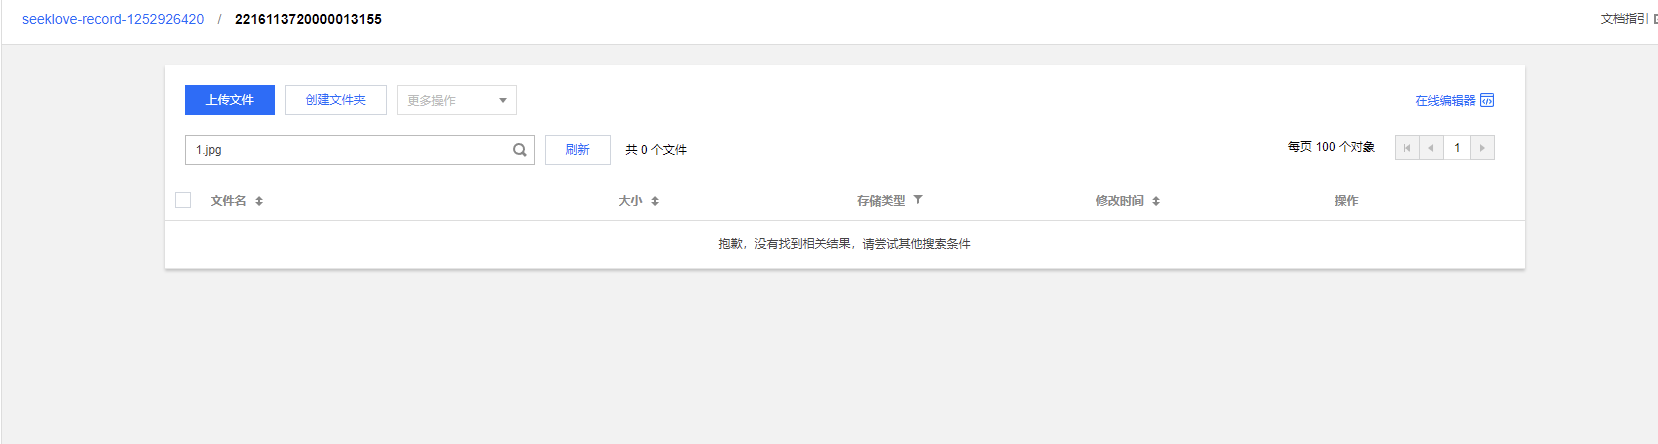 seeklove-record-1252926420 / 2216113720000013155 文档指引
上传文件 创建文件夹 更多操作 在线编辑器
1.jpg 刷新 共 0 个文件 每页 100 个对象 1
文件名 大小 存储类型 修改时间 操作
抱歉，没有找到相关结果，请尝试其他搜索条件